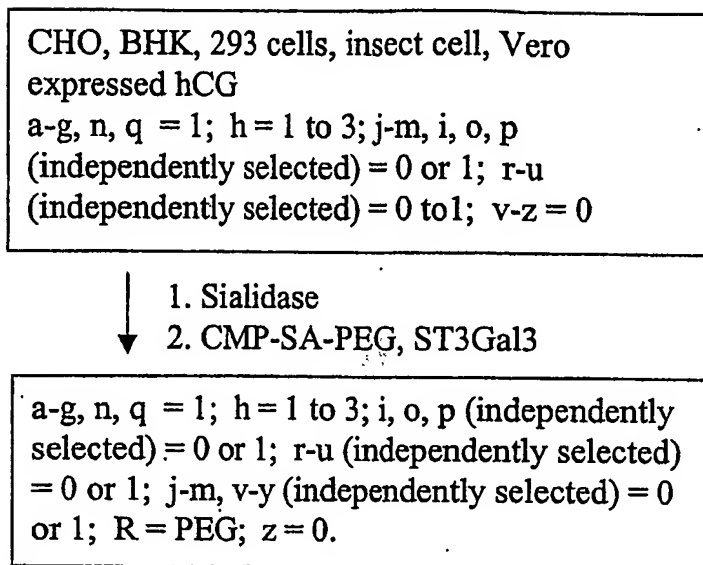 CHO, BHK, 293 cells, insect cell, Vero
expressed hCG
a-g, n, q = 1; h = 1 to 3; j-m, i, o, p
(independently selected) = 0 or 1; r-u
(independently selected) = 0 to1; v-z = 0
1. Sialidase
2. CMP-SA-PEG, ST3Gal3
a-g, n, q = 1; h = 1 to 3; i, o, p (independently
selected) = 0 or 1; r-u (independently selected)
= 0 or 1; j-m, v-y (independently selected) = 0
or 1; R = PEG; z = 0.